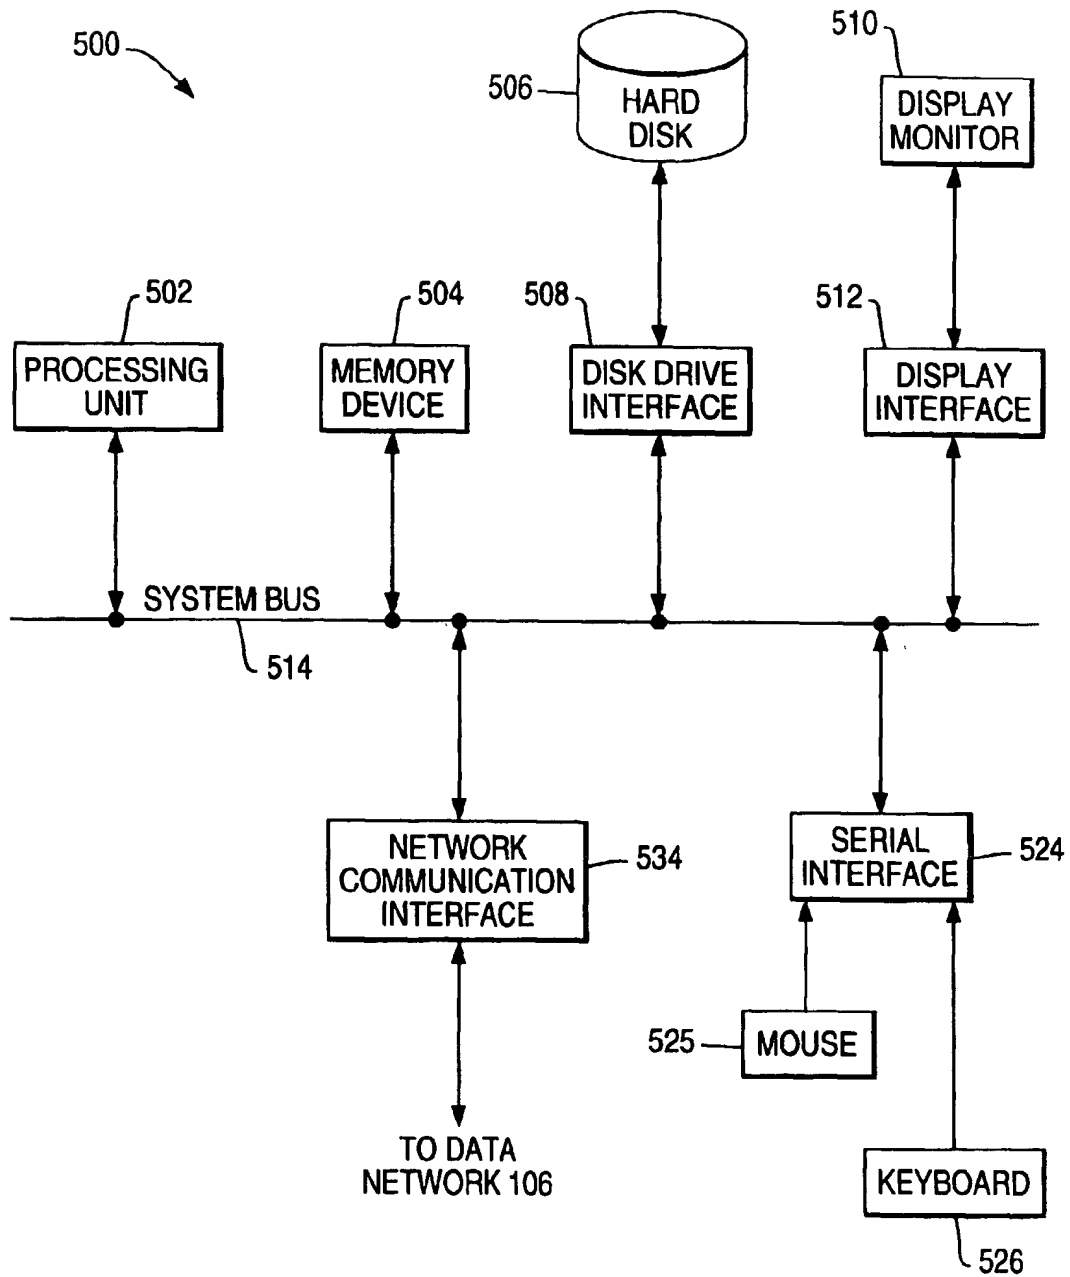 500
506
HARD
DISK
510
DISPLAY
MONITOR
502
PROCESSING
UNIT
504
MEMORY
DEVICE
508
DISK DRIVE
INTERFACE
512
DISPLAY
INTERFACE
SYSTEM BUS
514
NETWORK
COMMUNICATION
INTERFACE
534
SERIAL
INTERFACE
524
525
MOUSE
TO DATA
NETWORK 106
KEYBOARD
526